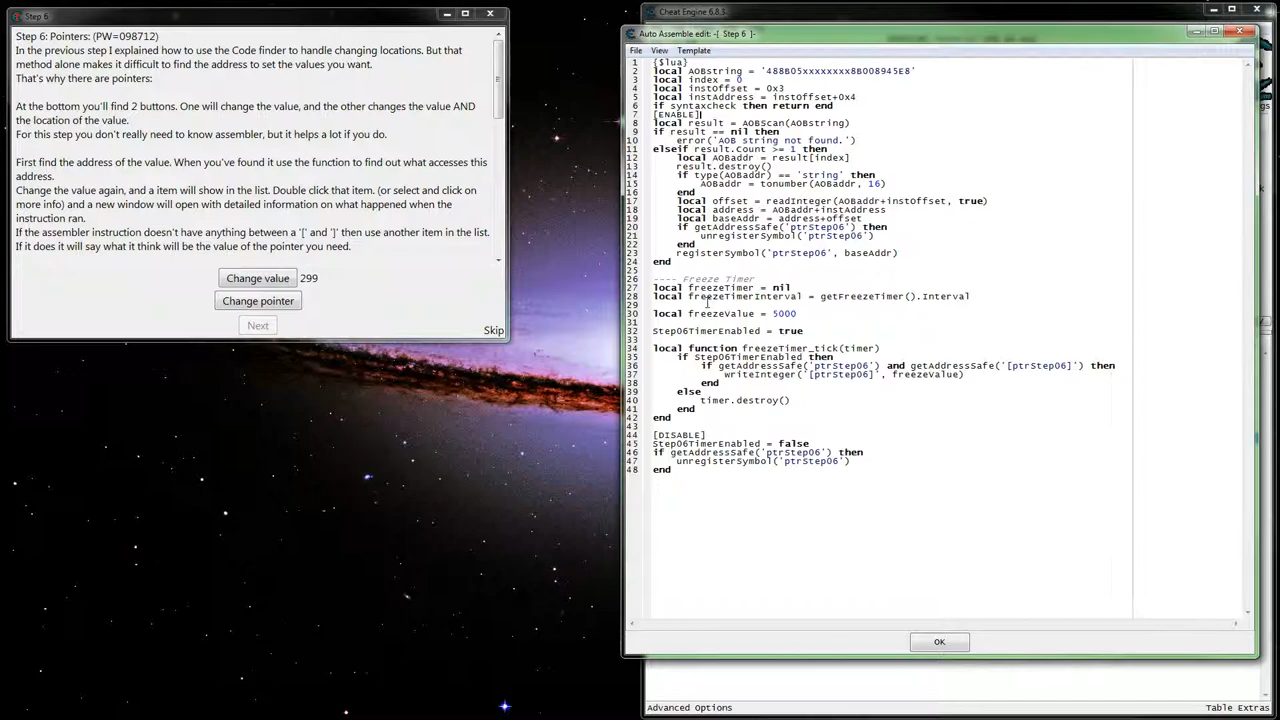 Step 6
Step 6: Pointers: (PW=098712)
In the previous step I explained how to use the Code finder to handle changing locations. But that
method alone makes it difficult to find the address to set the values you want.
That's why there are pointers:
At the bottom you'll find 2 buttons. One will change the value, and the other changes the value AND
the location of the value.
For this step you don't really need to know assembler, but it helps a lot if you do.
First find the address of the value. When you've found it use the function to find out what accesses this
address.
Change the value again, and a item will show in the list. Double click that item. (or select and click on
more info) and a new window will open with detailed information on what happened when the
instruction ran.
If the assembler instruction doesn't have anything between a '[' and ']' then use another item in the list.
If it does it will say what it think will be the value of the pointer you need.
Change value 299
Change pointer
Next
Skip
Cheat Engine 6.8.3
Auto Assemble edit: -[ Step 6 ]-
File View Template
1 {$lua}
2 local AOBstring = '488B05xxxxxxxx8B008945E8'
3 local index = 0
4 local instOffset = 0x3
5 local instAddress = instOffset+0x4
6 if syntaxcheck then return end
7 [ENABLE]
8 local result = AOBScan(AOBstring)
9 if result == nil then
10 error('AOB string not found.')
11 elseif result.Count >= 1 then
12 local AOBaddr = result[index]
13 result.destroy()
14 if type(AOBaddr) == 'string' then
15 AOBaddr = tonumber(AOBaddr, 16)
16 end
17 local offset = readInteger(AOBaddr+instOffset, true)
18 local address = AOBaddr+instAddress
19 local baseAddr = address+offset
20 if getAddressSafe('ptrStep06') then
21 unregisterSymbol('ptrStep06')
22 end
23 registerSymbol('ptrStep06', baseAddr)
24 end
25
26 ---- Freeze Timer
27 local freezeTimer = nil
28 local freezeTimerInterval = getFreezeTimer().Interval
29
30 local freezeValue = 5000
31
32 Step06TimerEnabled = true
33
34 local function freezeTimer_tick(timer)
35 if Step06TimerEnabled then
36 if getAddressSafe('ptrStep06') and getAddressSafe('[ptrStep06]') then
37 writeInteger('[ptrStep06]', freezeValue)
38 end
39 else
40 timer.destroy()
41 end
42 end
43
44 [DISABLE]
45 Step06TimerEnabled = false
46 if getAddressSafe('ptrStep06') then
47 unregisterSymbol('ptrStep06')
48 end
OK
Advanced Options
Table Extras